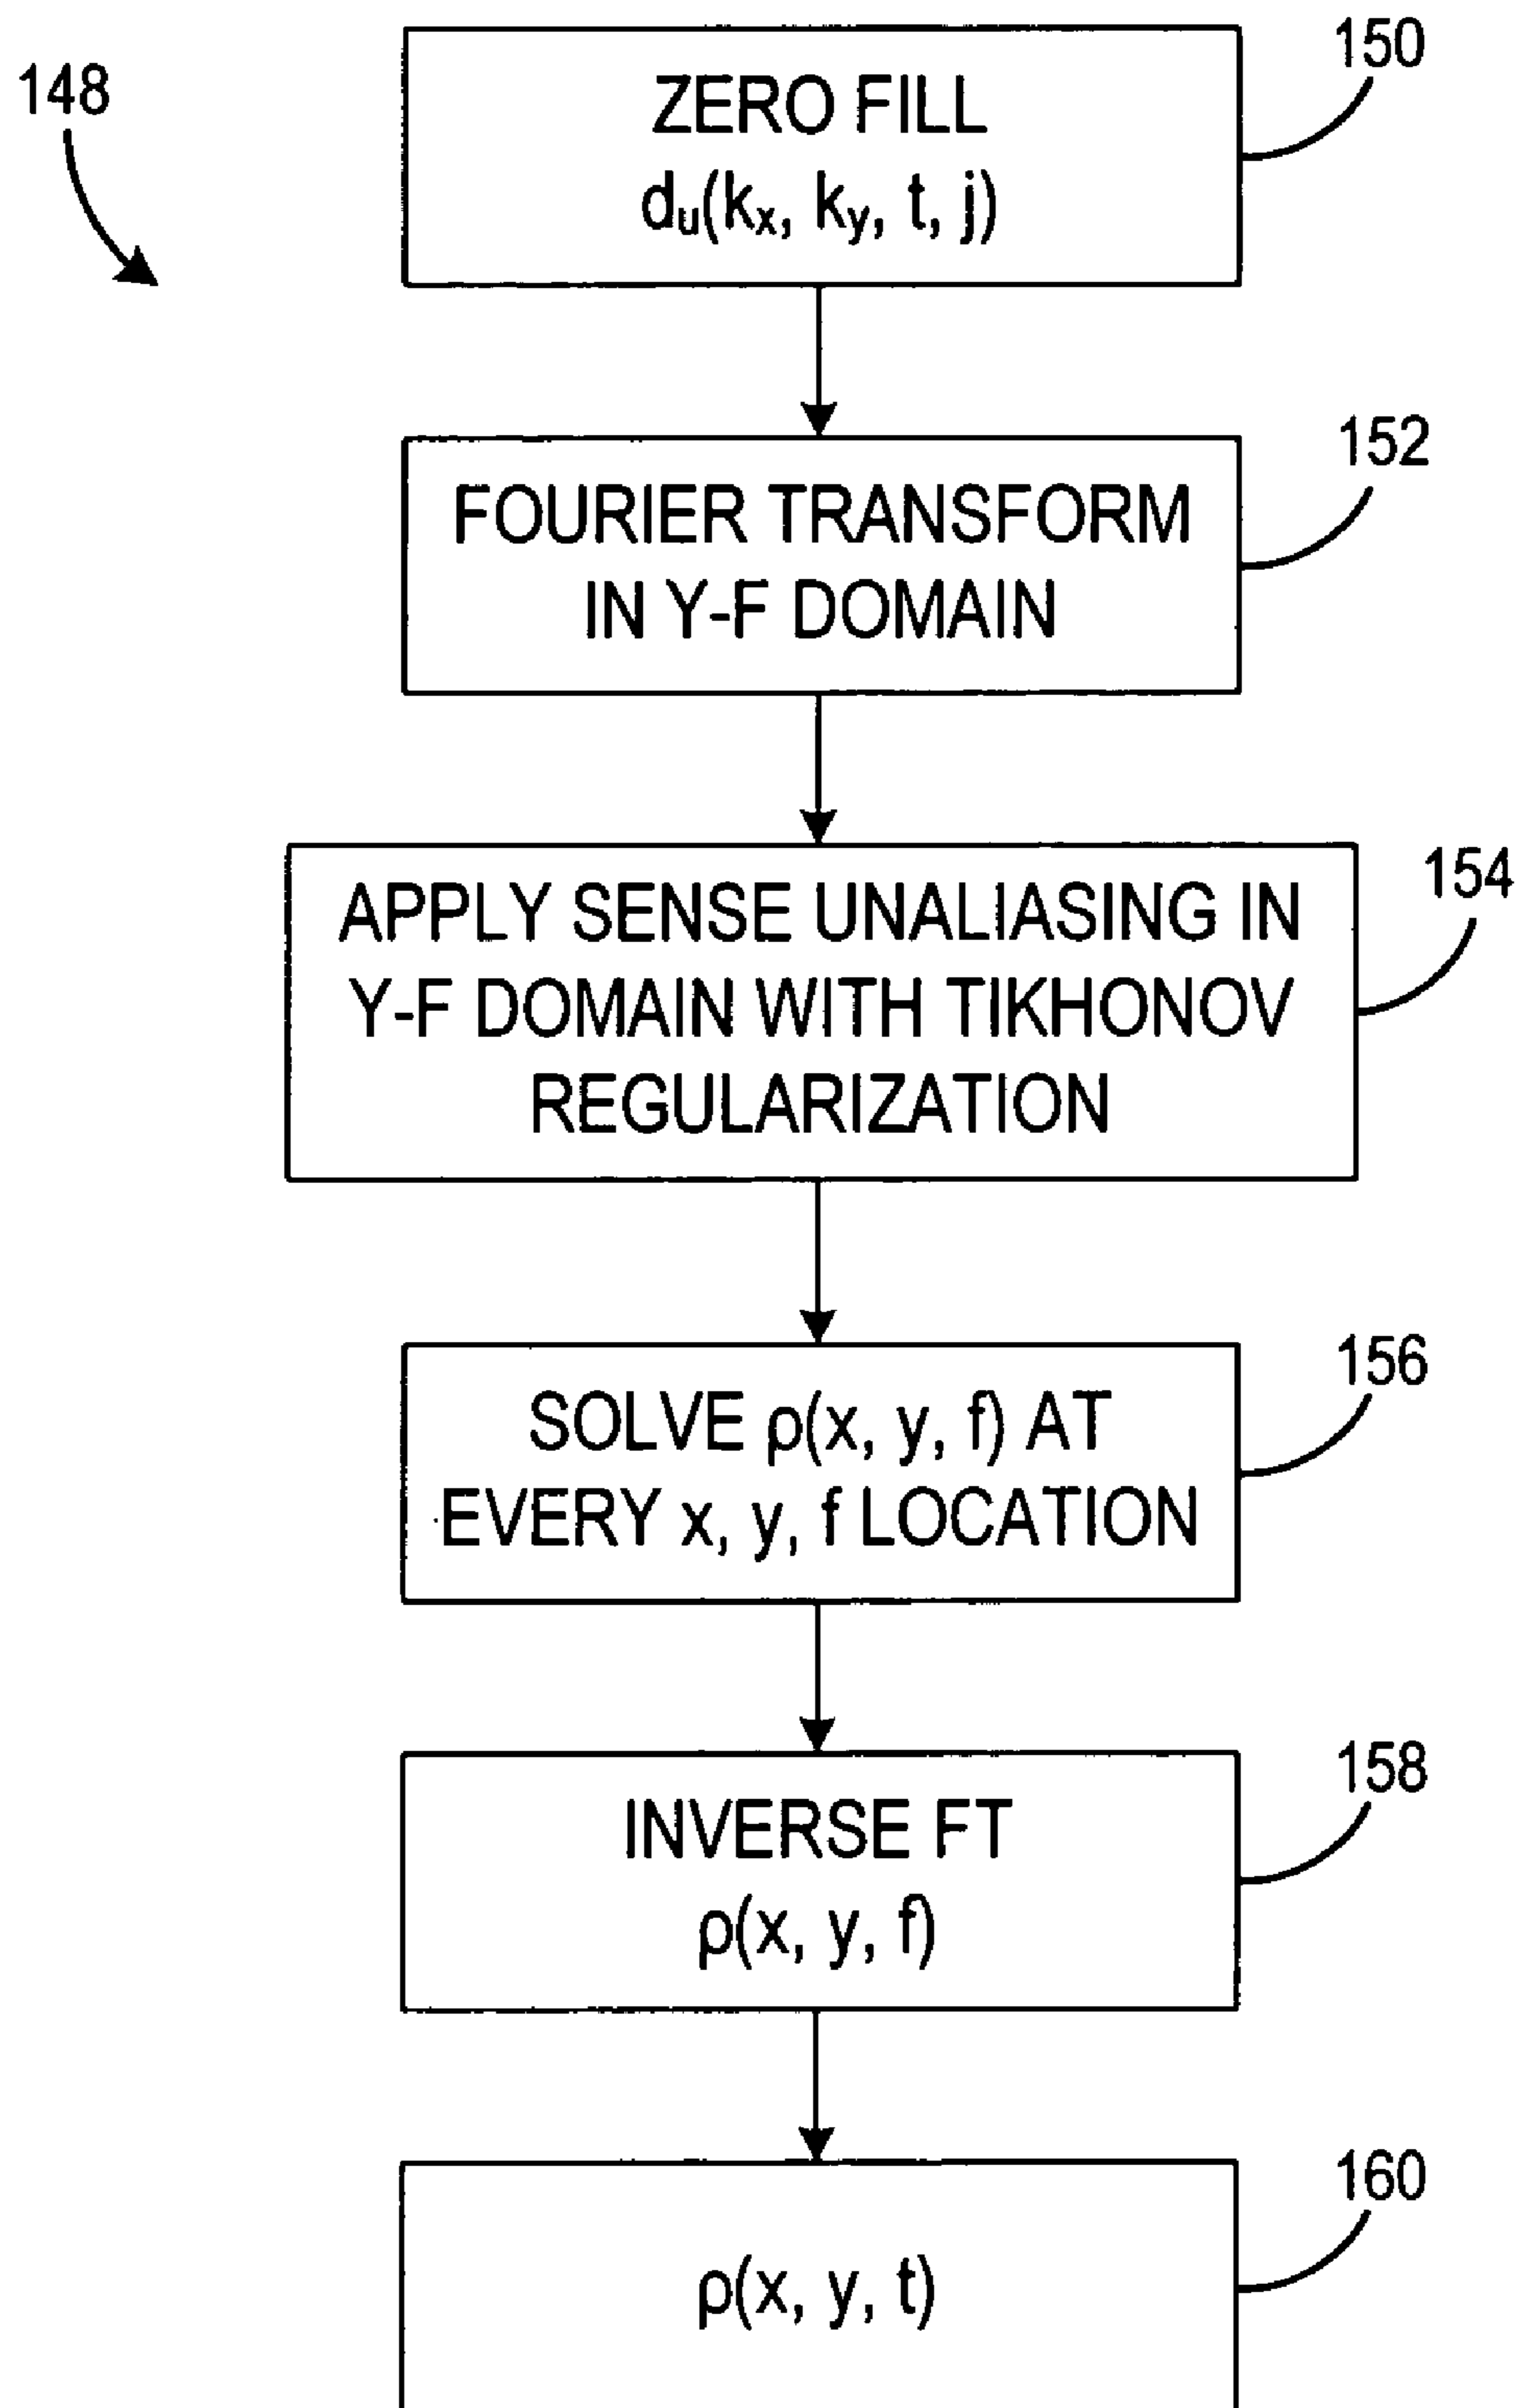 148
150
ZERO FILL
dᵤ(kₓ, kᵧ, t, j)
152
FOURIER TRANSFORM
IN Y-F DOMAIN
154
APPLY SENSE UNALIASING IN
Y-F DOMAIN WITH TIKHONOV
REGULARIZATION
156
SOLVE ρ(x, y, f) AT
EVERY x, y, f LOCATION
158
INVERSE FT
ρ(x, y, f)
160
ρ(x, y, t)